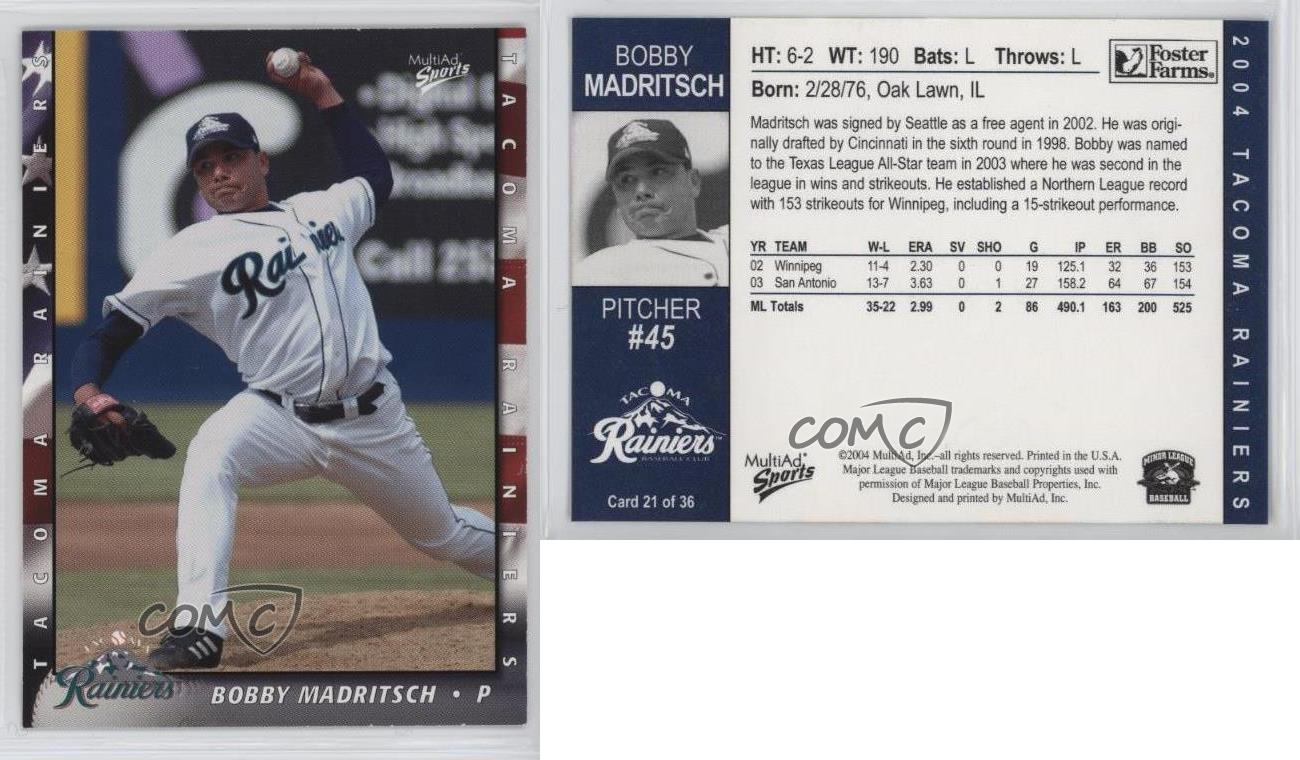 TACOMA RAINIERS
MultiAd
Sports
TACOMA RAINIERS
Rainiers
Call 253
COMC
TACOMA
Rainiers
BOBBY MADRITSCH • P
BOBBY
MADRITSCH
PITCHER
#45
TACOMA
Rainiers™
BASEBALL CLUB
Card 21 of 36
HT: 6-2 WT: 190 Bats: L Throws: L
Foster
Farms®
Born: 2/28/76, Oak Lawn, IL
Madritsch was signed by Seattle as a free agent in 2002. He was origi-
nally drafted by Cincinnati in the sixth round in 1998. Bobby was named
to the Texas League All-Star team in 2003 where he was second in the
league in wins and strikeouts. He established a Northern League record
with 153 strikeouts for Winnipeg, including a 15-strikeout performance.
YR TEAM W-L ERA SV SHO G IP ER BB SO
02 Winnipeg 11-4 2.30 0 0 19 125.1 32 36 153
03 San Antonio 13-7 3.63 0 1 27 158.2 64 67 154
ML Totals 35-22 2.99 0 2 86 490.1 163 200 525
COMC
MultiAd®
Sports
©2004 MultiAd, Inc.–all rights reserved. Printed in the U.S.A.
Major League Baseball trademarks and copyrights used with
permission of Major League Baseball Properties, Inc.
Designed and printed by MultiAd, Inc.
MINOR LEAGUE
BASEBALL
2004 TACOMA RAINIERS